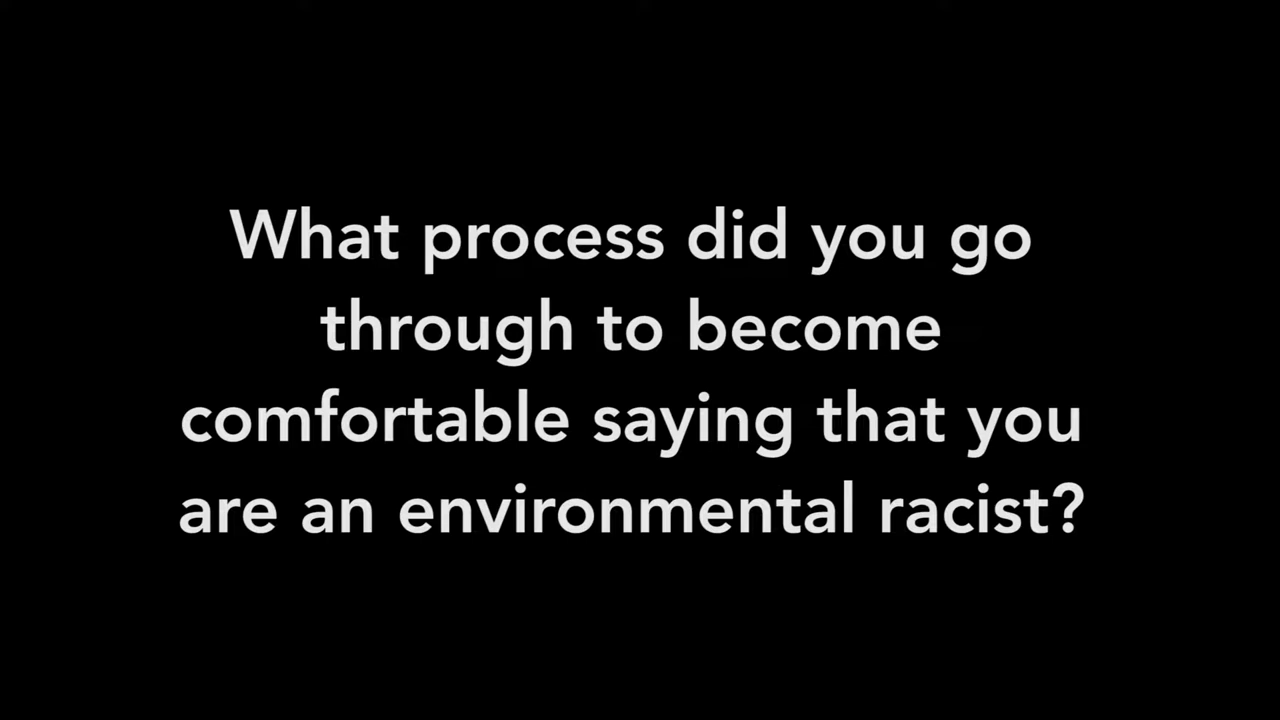 What process did you go
through to become
comfortable saying that you
are an environmental racist?